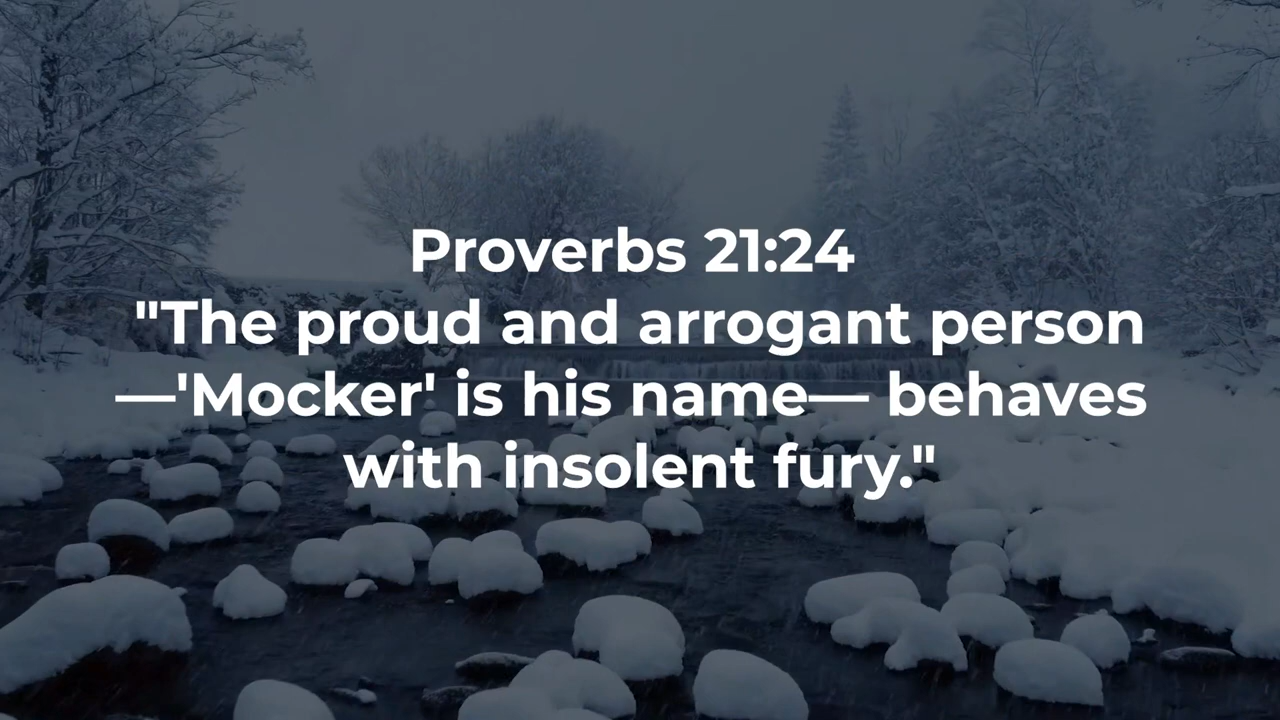 Proverbs 21:24
"The proud and arrogant person
—'Mocker' is his name— behaves
with insolent fury."